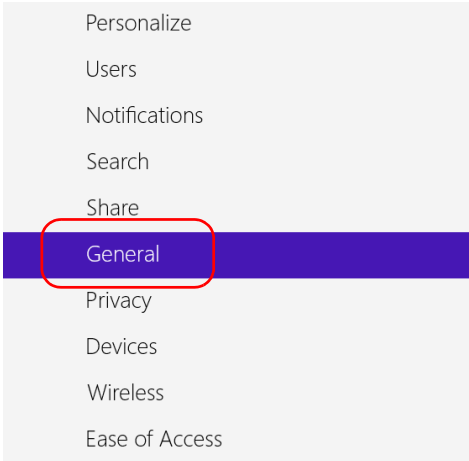 Personalize
Users
Notifications
Search
Share
General
Privacy
Devices
Wireless
Ease of Access